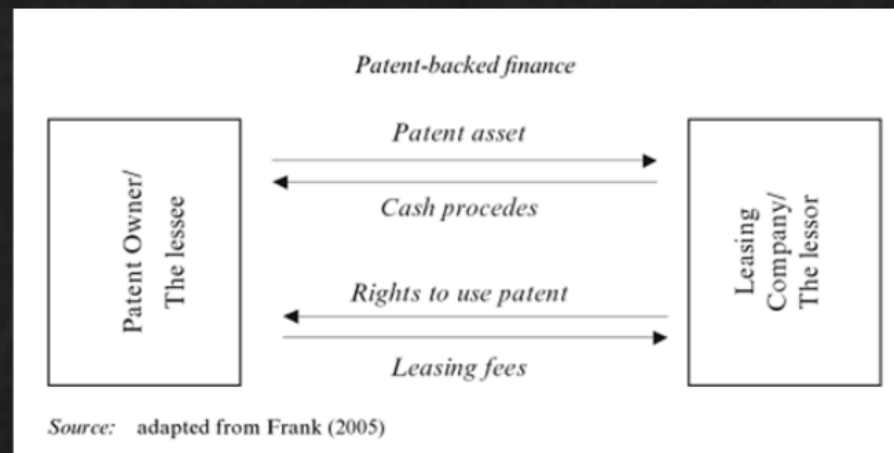 Patent-backed finance
Patent Owner/
The lessee
Patent asset
Cash procedes
Rights to use patent
Leasing fees
Leasing
Company/
The lessor
Source: adapted from Frank (2005)